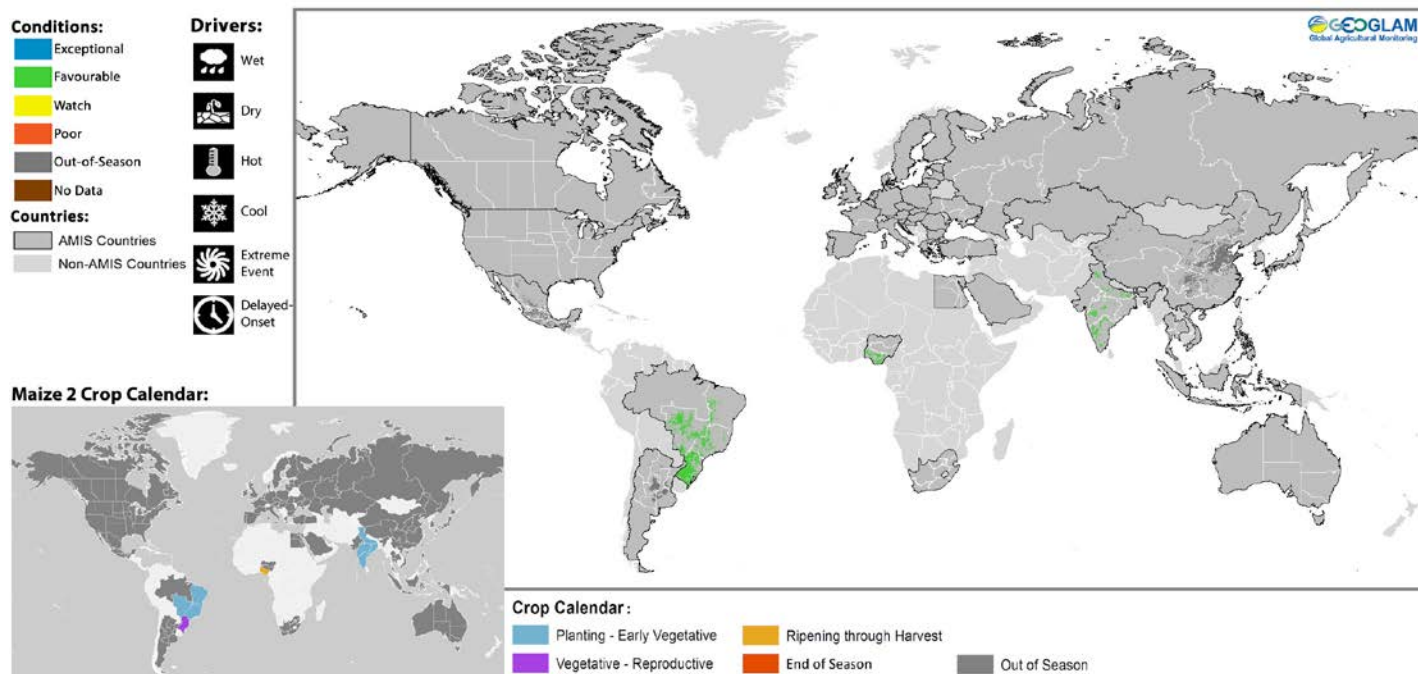 Conditions:
Exceptional
Favourable
Watch
Poor
Out-of-Season
No Data
Countries:
AMIS Countries
Non-AMIS Countries
Drivers:
Wet
Dry
Hot
Cool
Extreme
Event
Delayed-
Onset
GEOGLAM
Global Agricultural Monitoring
Maize 2 Crop Calendar:
Crop Calendar :
Planting - Early Vegetative
Ripening through Harvest
Vegetative - Reproductive
End of Season
Out of Season